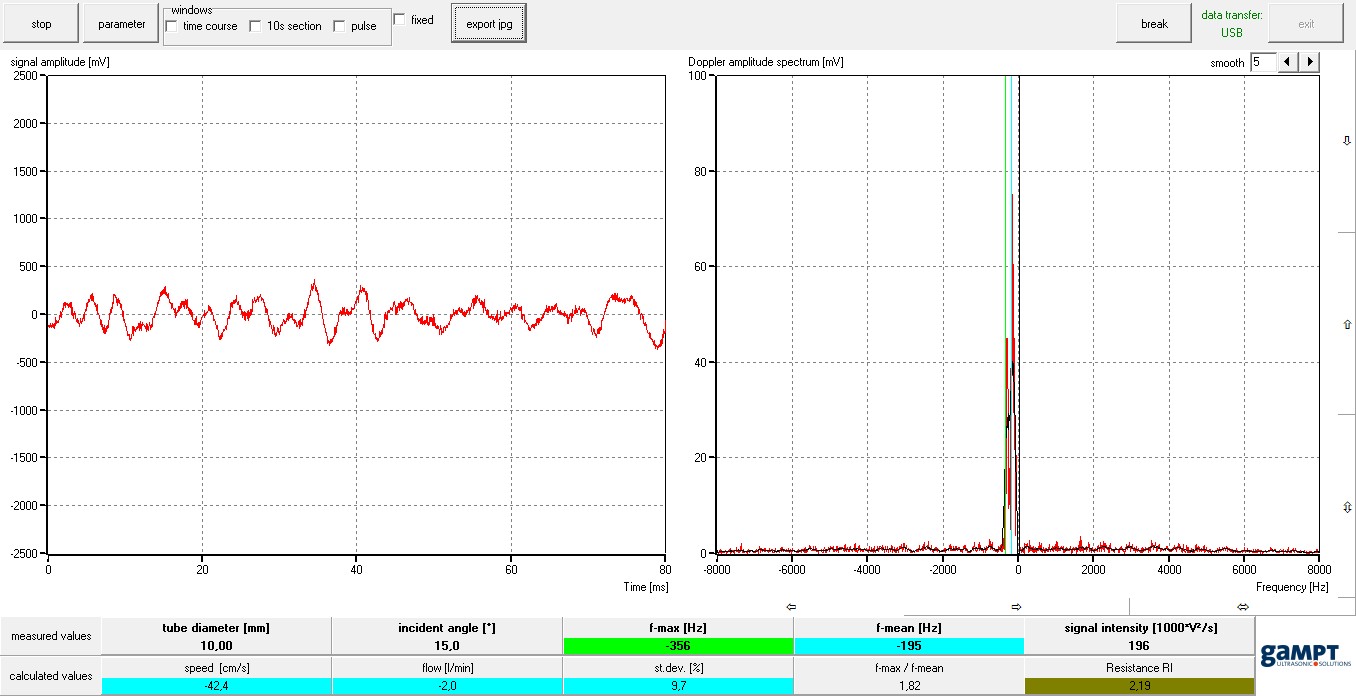 stop
parameter
windows
time course
10s section
pulse
fixed
export jpg
break
data transfer:
USB
exit
signal amplitude [mV]
2500
2000
1500
1000
500
0
-500
-1000
-1500
-2000
-2500
0
20
40
60
80
Time [ms]
Doppler amplitude spectrum [mV]
smooth
5
100
80
60
40
20
0
-8000
-6000
-4000
-2000
0
2000
4000
6000
8000
Frequency [Hz]
measured values
tube diameter [mm]
10,00
incident angle [°]
15,0
f-max [Hz]
-356
f-mean [Hz]
-195
signal intensity [1000*V²/s]
196
calculated values
speed [cm/s]
-42,4
flow [l/min]
-2,0
st.dev. [%]
9,7
f-max / f-mean
1,82
Resistance RI
2,19
gAMPT
ULTRASONIC SOLUTIONS